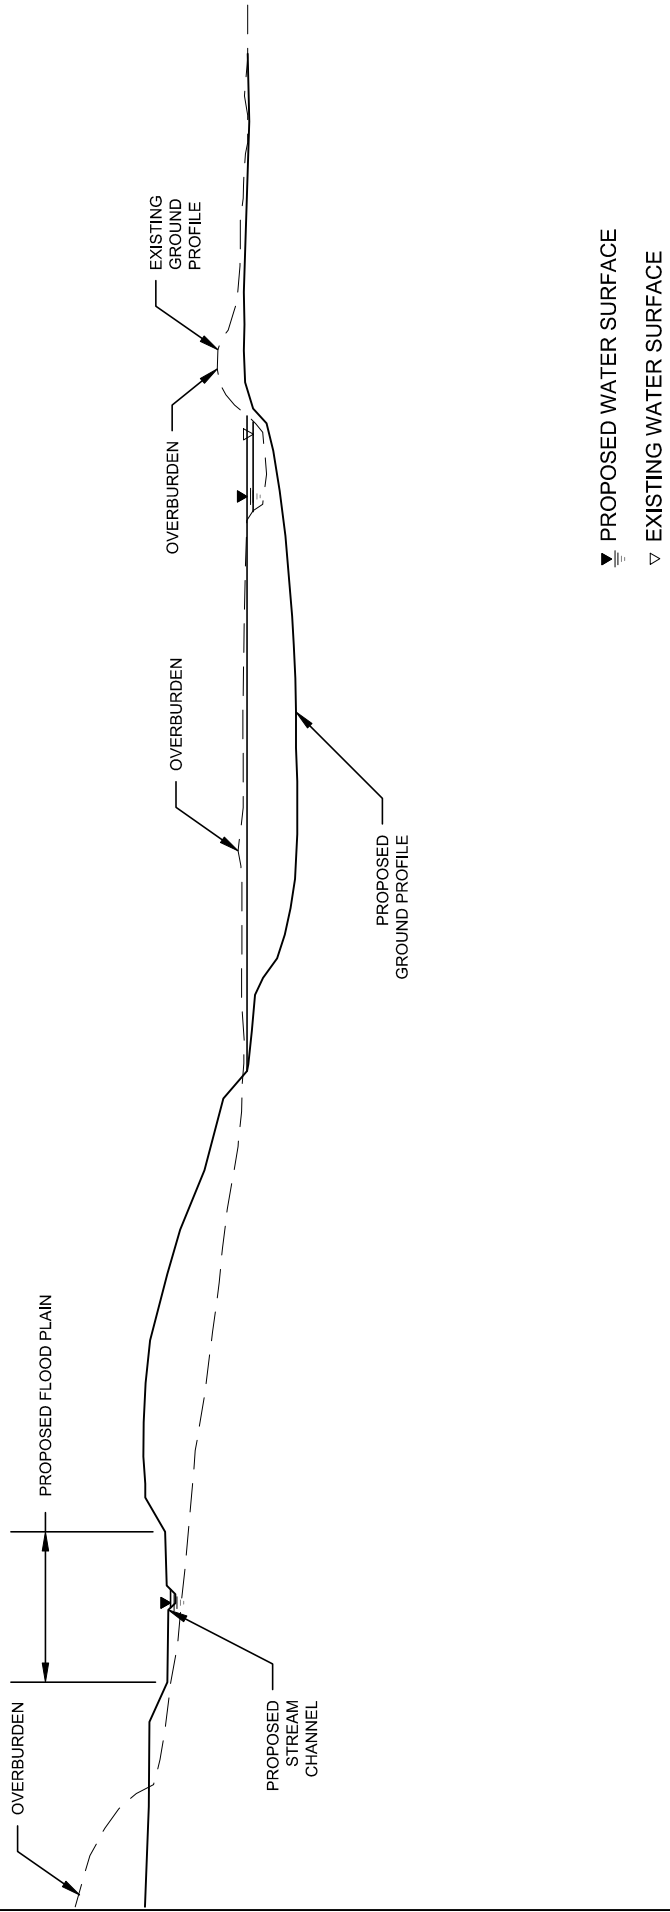 OVERBURDEN
PROPOSED FLOOD PLAIN
PROPOSED
STREAM
CHANNEL
OVERBURDEN
PROPOSED
GROUND PROFILE
OVERBURDEN
EXISTING
GROUND
PROFILE
PROPOSED WATER SURFACE
EXISTING WATER SURFACE